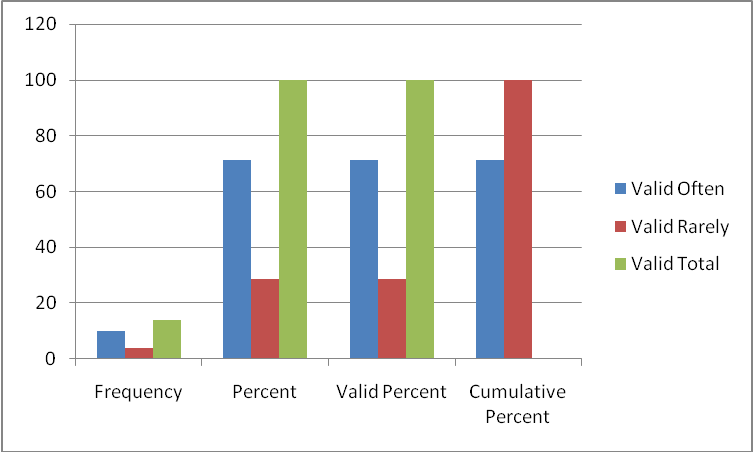 120
100
80
60
40
20
0
Frequency
Percent
Valid Percent
Cumulative
Percent
Valid Often
Valid Rarely
Valid Total